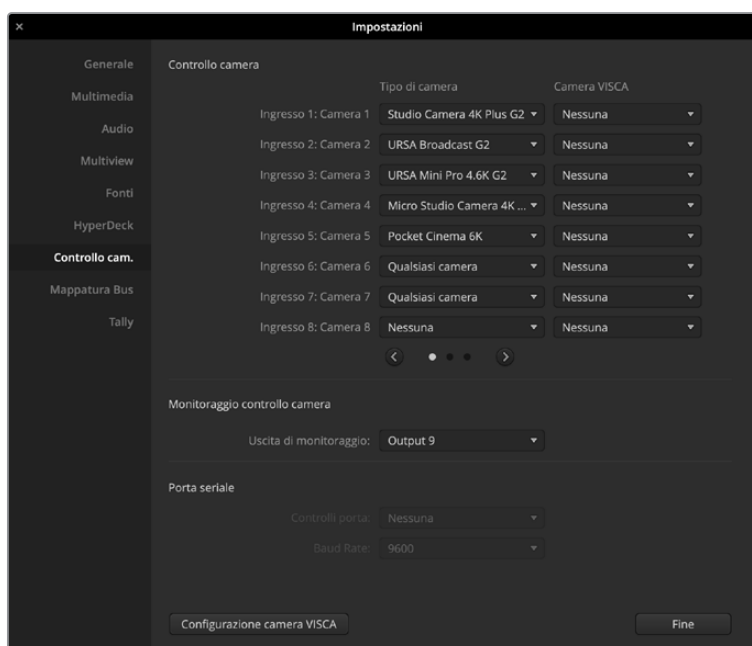 × Impostazioni
Generale
Multimedia
Audio
Multiview
Fonti
HyperDeck
Controllo cam.
Mappatura Bus
Tally
Controllo camera
Tipo di camera Camera VISCA
Ingresso 1: Camera 1 Studio Camera 4K Plus G2 Nessuna
Ingresso 2: Camera 2 URSA Broadcast G2 Nessuna
Ingresso 3: Camera 3 URSA Mini Pro 4.6K G2 Nessuna
Ingresso 4: Camera 4 Micro Studio Camera 4K ... Nessuna
Ingresso 5: Camera 5 Pocket Cinema 6K Nessuna
Ingresso 6: Camera 6 Qualsiasi camera Nessuna
Ingresso 7: Camera 7 Qualsiasi camera Nessuna
Ingresso 8: Camera 8 Nessuna Nessuna
Monitoraggio controllo camera
Uscita di monitoraggio: Output 9
Porta seriale
Controlli porta: Nessuna
Baud Rate: 9600
Configurazione camera VISCA Fine